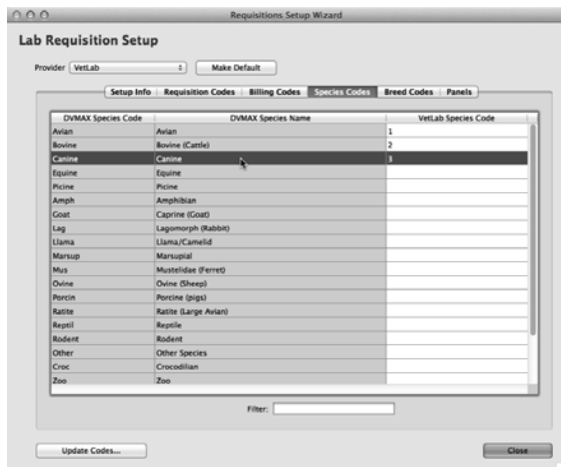 Requisitions Setup Wizard
Lab Requisition Setup
Provider VetLab Make Default
Setup Info Requisition Codes Billing Codes Species Codes Breed Codes Panels
DVMAX Species Code DVMAX Species Name VetLab Species Code
Avian Avian 1
Bovine Bovine (Cattle) 2
Canine Canine 3
Equine Equine
Picine Picine
Amph Amphibian
Goat Caprine (Goat)
Lag Lagomorph (Rabbit)
Llama Llama/Camelid
Marsup Marsupial
Mus Mustelidae (Ferret)
Ovine Ovine (Sheep)
Porcin Porcine (pigs)
Ratite Ratite (Large Avian)
Reptil Reptile
Rodent Rodent
Other Other Species
Croc Crocodilian
Zoo Zoo
Filter:
Update Codes... Close